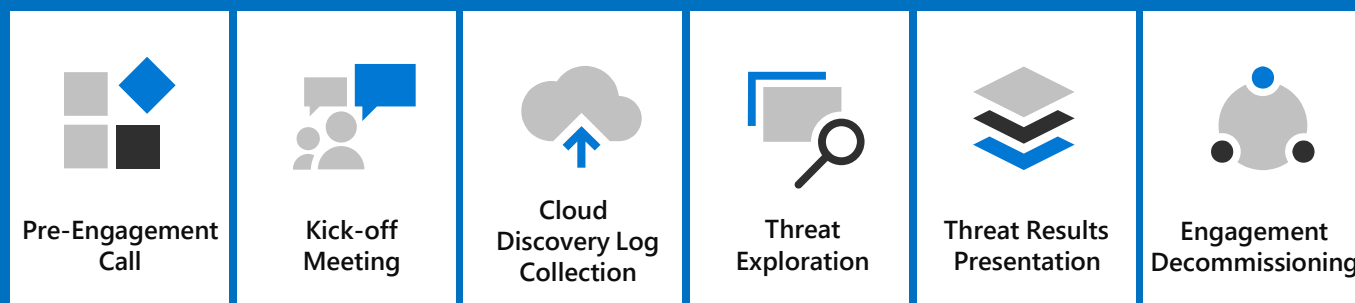 Pre-Engagement
Call
Kick-off
Meeting
Cloud
Discovery Log
Collection
Threat
Exploration
Threat Results
Presentation
Engagement
Decommissioning